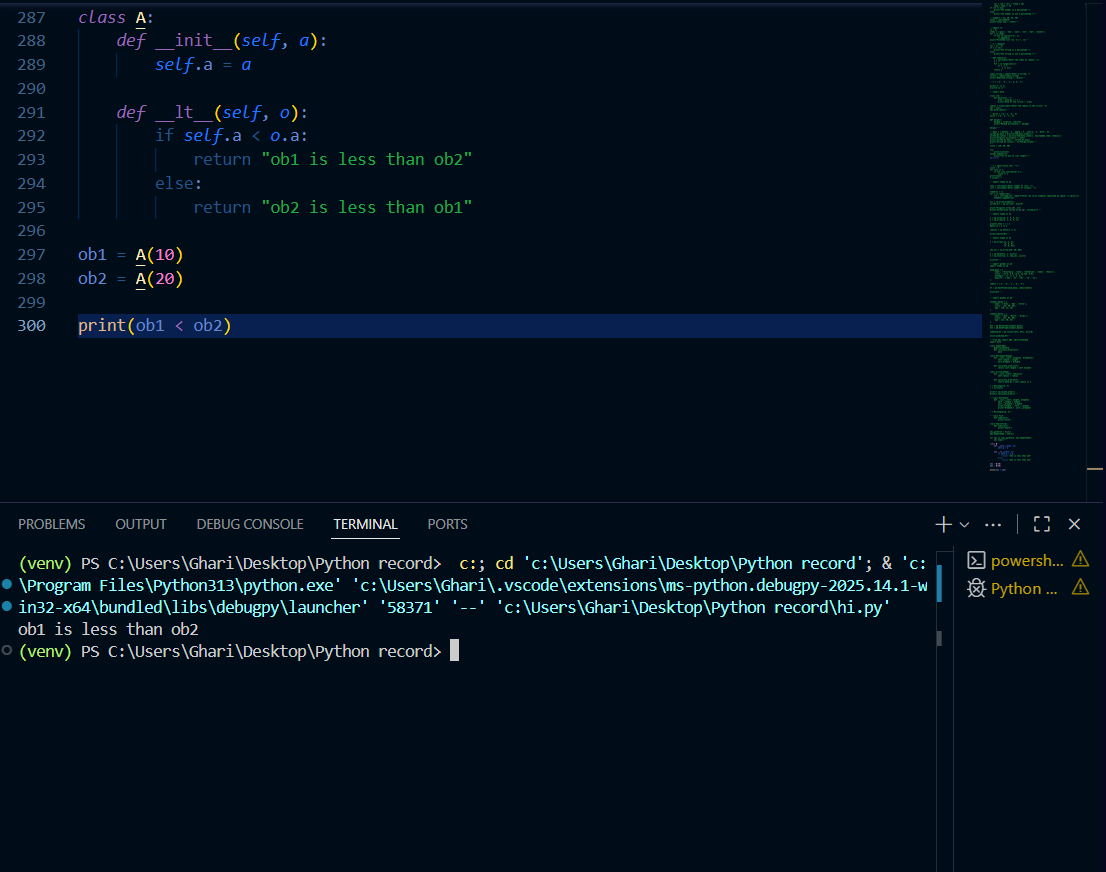 287 class A:
288     def __init__(self, a):
289         self.a = a
290
291     def __lt__(self, o):
292         if self.a < o.a:
293             return "ob1 is less than ob2"
294         else:
295             return "ob2 is less than ob1"
296
297 ob1 = A(10)
298 ob2 = A(20)
299
300 print(ob1 < ob2)
PROBLEMS OUTPUT DEBUG CONSOLE TERMINAL PORTS
(venv) PS C:\Users\Ghari\Desktop\Python record>  c:; cd 'c:\Users\Ghari\Desktop\Python record'; & 'c:
\Program Files\Python313\python.exe' 'c:\Users\Ghari\.vscode\extensions\ms-python.debugpy-2025.14.1-w
in32-x64\bundled\libs\debugpy\launcher' '58371' '--' 'c:\Users\Ghari\Desktop\Python record\hi.py'
ob1 is less than ob2
(venv) PS C:\Users\Ghari\Desktop\Python record>
powersh...
Python ...